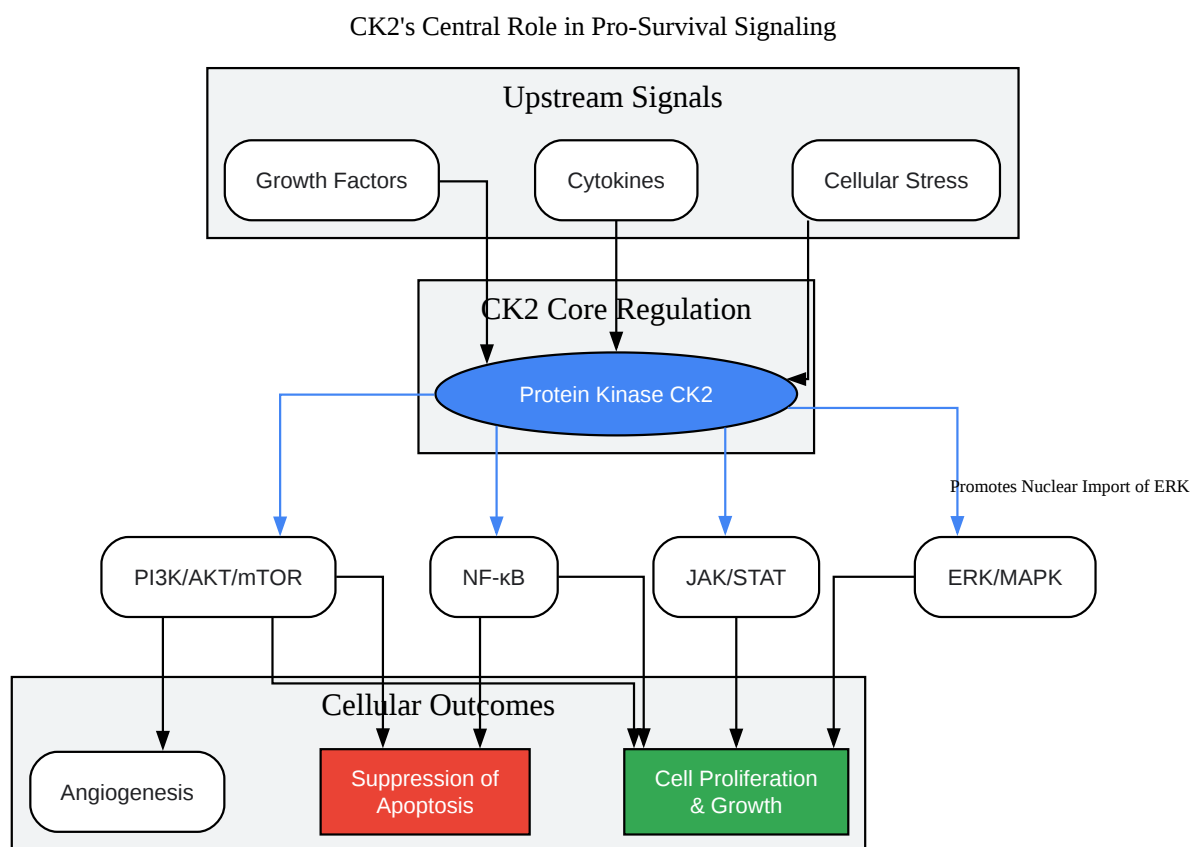 CK2's Central Role in Pro-Survival Signaling
Upstream Signals
Growth Factors
Cytokines
Cellular Stress
CK2 Core Regulation
Protein Kinase CK2
Promotes Nuclear Import of ERK
PI3K/AKT/mTOR
NF-κB
JAK/STAT
ERK/MAPK
Cellular Outcomes
Angiogenesis
Suppression of
Apoptosis
Cell Proliferation
& Growth